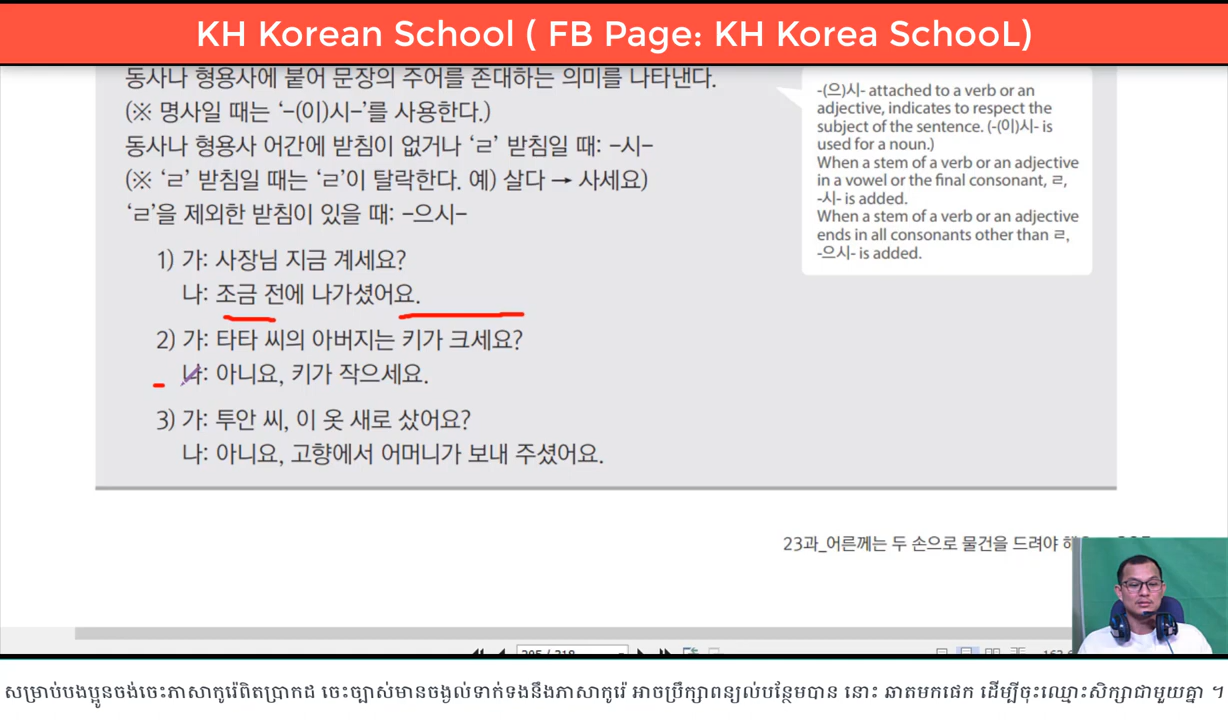 KH Korean School ( FB Page: KH Korea SchooL)
동사나 형용사에 붙어 문장의 주어를 존대하는 의미를 나타낸다.
(※ 명사일 때는 ‘-(이)시-’를 사용한다.)
동사나 형용사 어간에 받침이 없거나 ‘ㄹ’ 받침일 때: -시-
(※ ‘ㄹ’ 받침일 때는 ‘ㄹ’이 탈락한다. 예) 살다 → 사세요)
‘ㄹ’을 제외한 받침이 있을 때: -으시-
1) 가: 사장님 지금 계세요?
나: 조금 전에 나가셨어요.
2) 가: 타타 씨의 아버지는 키가 크세요?
나: 아니요, 키가 작으세요.
3) 가: 투안 씨, 이 옷 새로 샀어요?
나: 아니요, 고향에서 어머니가 보내 주셨어요.
-(으)시- attached to a verb or an
adjective, indicates to respect the
subject of the sentence. (-(이)시- is
used for a noun.)
When a stem of a verb or an adjective
in a vowel or the final consonant, ㄹ,
-시- is added.
When a stem of a verb or an adjective
ends in all consonants other than ㄹ,
-으시- is added.
23과_어른께는 두 손으로 물건을 드려야
សម្រាប់បងប្អូនចង់ចេះភាសាកូរ៉េពិតប្រាកដ ចេះច្បាស់មានចង្ងល់ទាក់ទងនឹងភាសាកូរ៉េ អាចប្រឹក្សាពន្យល់បន្ថែមបាន នោះ ឆាតមកផេក ដើម្បីចុះឈ្មោះសិក្សាជាមួយគ្នា ។